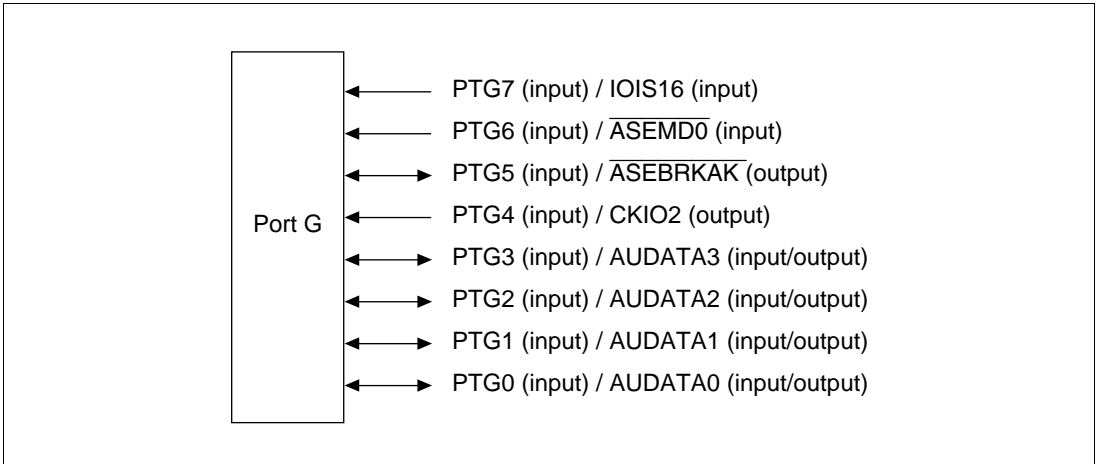 Port G
PTG7 (input) / IOIS16 (input)
PTG6 (input) / ASEMD0 (input)
PTG5 (input) / ASEBRKAK (output)
PTG4 (input) / CKIO2 (output)
PTG3 (input) / AUDATA3 (input/output)
PTG2 (input) / AUDATA2 (input/output)
PTG1 (input) / AUDATA1 (input/output)
PTG0 (input) / AUDATA0 (input/output)